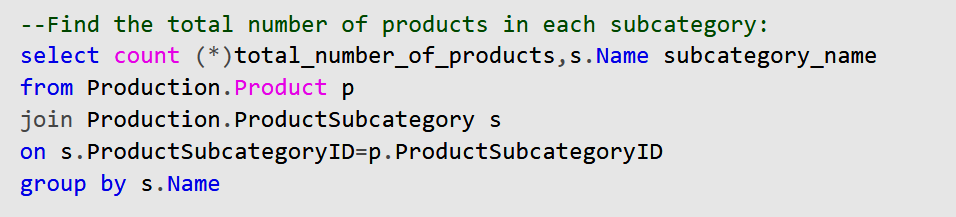 --Find the total number of products in each subcategory:
select count (*)total_number_of_products,s.Name subcategory_name
from Production.Product p
join Production.ProductSubcategory s
on s.ProductSubcategoryID=p.ProductSubcategoryID
group by s.Name